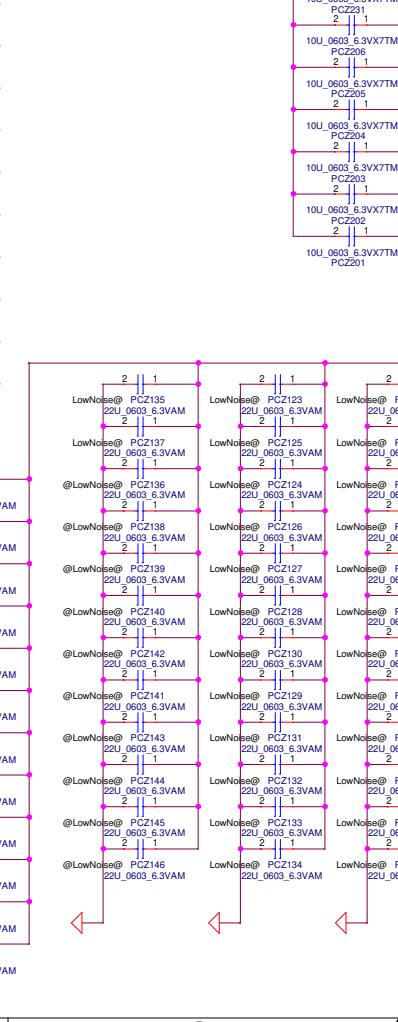 PCZ231
2 1
10U_0603_6.3VX7TM
PCZ206
2 1
10U_0603_6.3VX7TM
PCZ205
2 1
10U_0603_6.3VX7TM
PCZ204
2 1
10U_0603_6.3VX7TM
PCZ203
2 1
10U_0603_6.3VX7TM
PCZ202
2 1
10U_0603_6.3VX7TM
PCZ201
2 1
LowNoise@ PCZ135
22U_0603_6.3VAM
2 1
LowNoise@ PCZ137
22U_0603_6.3VAM
2 1
@LowNoise@ PCZ136
22U_0603_6.3VAM
2 1
@LowNoise@ PCZ138
22U_0603_6.3VAM
2 1
@LowNoise@ PCZ139
22U_0603_6.3VAM
2 1
@LowNoise@ PCZ140
22U_0603_6.3VAM
2 1
@LowNoise@ PCZ142
22U_0603_6.3VAM
2 1
@LowNoise@ PCZ141
22U_0603_6.3VAM
2 1
@LowNoise@ PCZ143
22U_0603_6.3VAM
2 1
@LowNoise@ PCZ144
22U_0603_6.3VAM
2 1
@LowNoise@ PCZ145
22U_0603_6.3VAM
2 1
@LowNoise@ PCZ146
22U_0603_6.3VAM
2 1
LowNoise@ PCZ123
22U_0603_6.3VAM
2 1
LowNoise@ PCZ125
22U_0603_6.3VAM
2 1
LowNoise@ PCZ124
22U_0603_6.3VAM
2 1
LowNoise@ PCZ126
22U_0603_6.3VAM
2 1
LowNoise@ PCZ127
22U_0603_6.3VAM
2 1
LowNoise@ PCZ128
22U_0603_6.3VAM
2 1
LowNoise@ PCZ130
22U_0603_6.3VAM
2 1
LowNoise@ PCZ129
22U_0603_6.3VAM
2 1
LowNoise@ PCZ131
22U_0603_6.3VAM
2 1
LowNoise@ PCZ132
22U_0603_6.3VAM
2 1
LowNoise@ PCZ133
22U_0603_6.3VAM
2 1
LowNoise@ PCZ134
22U_0603_6.3VAM
2
LowNoise@
2
LowNoise@
2
LowNoise@
2
LowNoise@
2
LowNoise@
2
LowNoise@
2
LowNoise@
2
LowNoise@
2
LowNoise@
2
LowNoise@
2
LowNoise@
2
LowNoise@